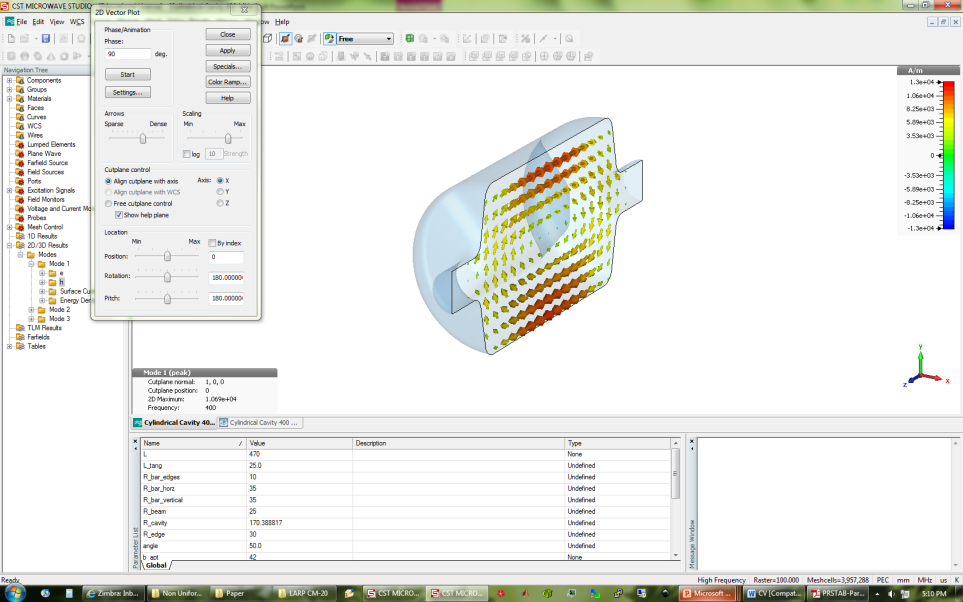 CST MICROWAVE STUDIO
2D Vector Plot
File Edit View WCS
Help
Phase/Animation
Phase:
90 deg.
Start
Settings...
Close
Apply
Specials...
Color Ramp...
Help
Arrows
Sparse Dense
Scaling
Min Max
log 10 Strength
Cutplane control
Align cutplane with axis
Align cutplane with WCS
Free cutplane control
Show help plane
Axis: X
Y
Z
Location
Min Max
By index
Position: 0
Rotation: 180.00000
Pitch: 180.00000
Free
Navigation Tree
Components
Groups
Materials
Faces
Curves
WCS
Wires
Lumped Elements
Plane Wave
Farfield Source
Field Sources
Ports
Excitation Signals
Field Monitors
Voltage and Current Mo
Probes
Mesh Control
1D Results
2D/3D Results
Modes
Mode 1
e
h
Surface Cu
Energy Den
Mode 2
Mode 3
TLM Results
Farfields
Tables
A/m
1.3e+04
1.06e+04
8.25e+03
5.89e+03
3.53e+03
0
-3.53e+03
-5.89e+03
-8.25e+03
-1.06e+04
-1.3e+04
y
x
z
Mode 1 (peak)
Cutplane normal: 1, 0, 0
Cutplane position: 0
2D Maximum: 1.069e+04
Frequency: 400
Cylindrical Cavity 40... Cylindrical Cavity 400 ...
Name / Value Description Type
L 470 None
L_tang 25.0 Undefined
R_bar_edges 10 Undefined
R_bar_horz 35 Undefined
R_bar_vertical 35 Undefined
R_beam 25 Undefined
R_cavity 170.388817 Undefined
R_edge 30 Undefined
angle 50.0 Undefined
b_apt 42 None
Global
Parameter List
Message Window
Ready
High Frequency Raster=100.000 Meshcells=3,957,288 PEC mm MHz us K
Zimbra: Inb... Non Unifor... Paper LARP CM-20 CST MICRO... CST MICRO... Microsoft ... CV [Compat... PRSTAB-Par... 5:10 PM